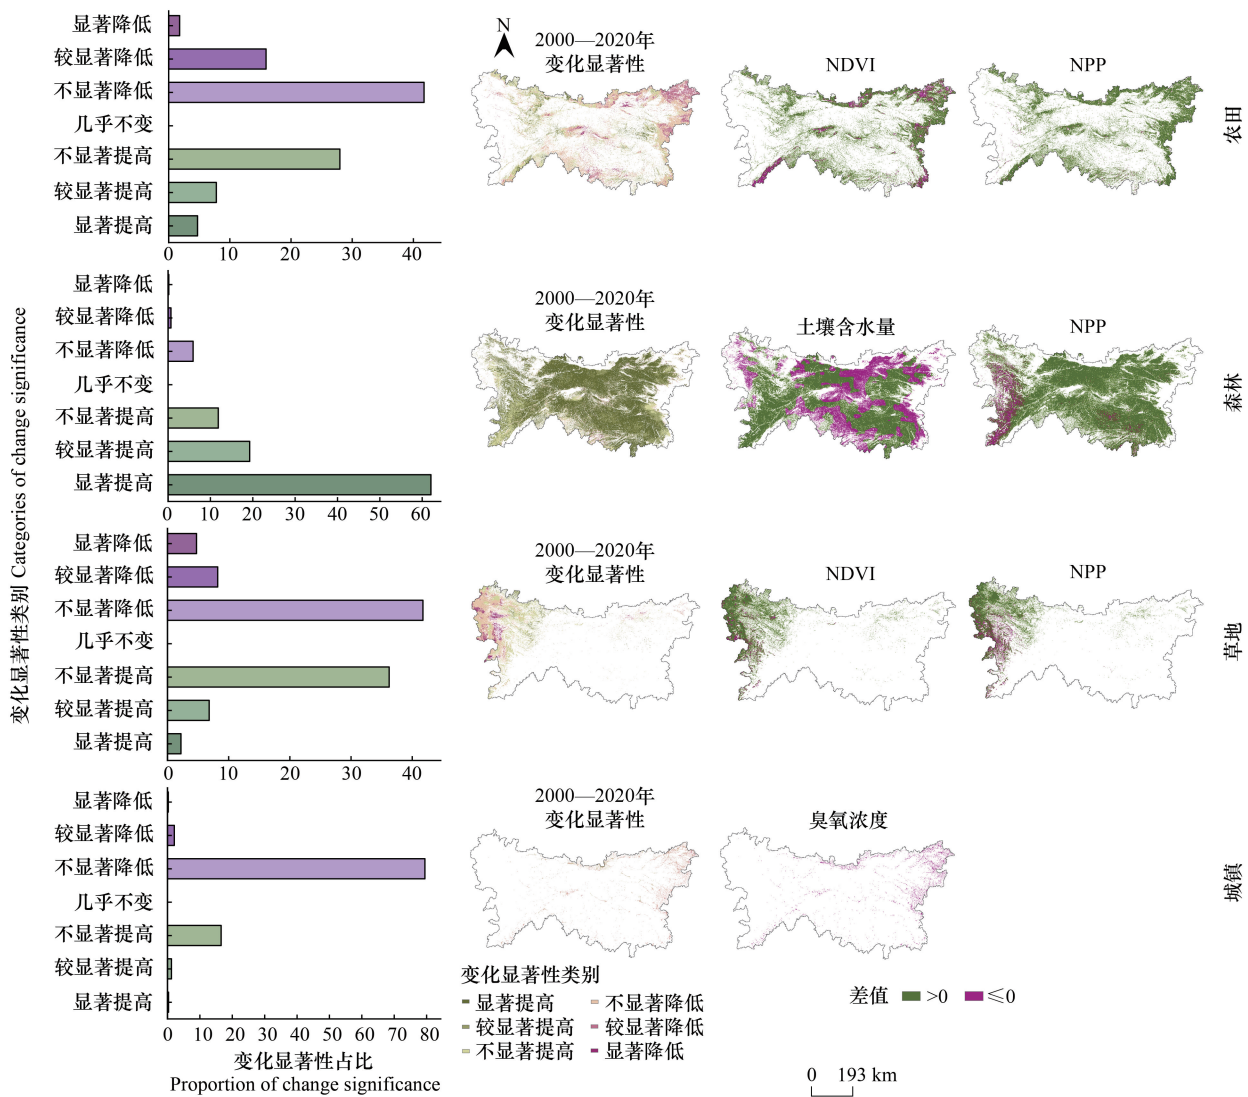 变化显著性类别 Categories of change significance
显著降低
较显著降低
不显著降低
几乎不变
不显著提高
较显著提高
显著提高
0 10 20 30 40
N
2000—2020年
变化显著性
NDVI
NPP
农田
显著降低
较显著降低
不显著降低
几乎不变
不显著提高
较显著提高
显著提高
0 10 20 30 40 50 60
2000—2020年
变化显著性
土壤含水量
NPP
森林
显著降低
较显著降低
不显著降低
几乎不变
不显著提高
较显著提高
显著提高
0 10 20 30 40
2000—2020年
变化显著性
NDVI
NPP
草地
显著降低
较显著降低
不显著降低
几乎不变
不显著提高
较显著提高
显著提高
0 10 20 30 40 50 60 70 80
变化显著性占比
Proportion of change significance
2000—2020年
变化显著性
臭氧浓度
城镇
变化显著性类别
显著提高 不显著降低
较显著提高 较显著降低
不显著提高 显著降低
差值 >0 ≤0
0 193 km